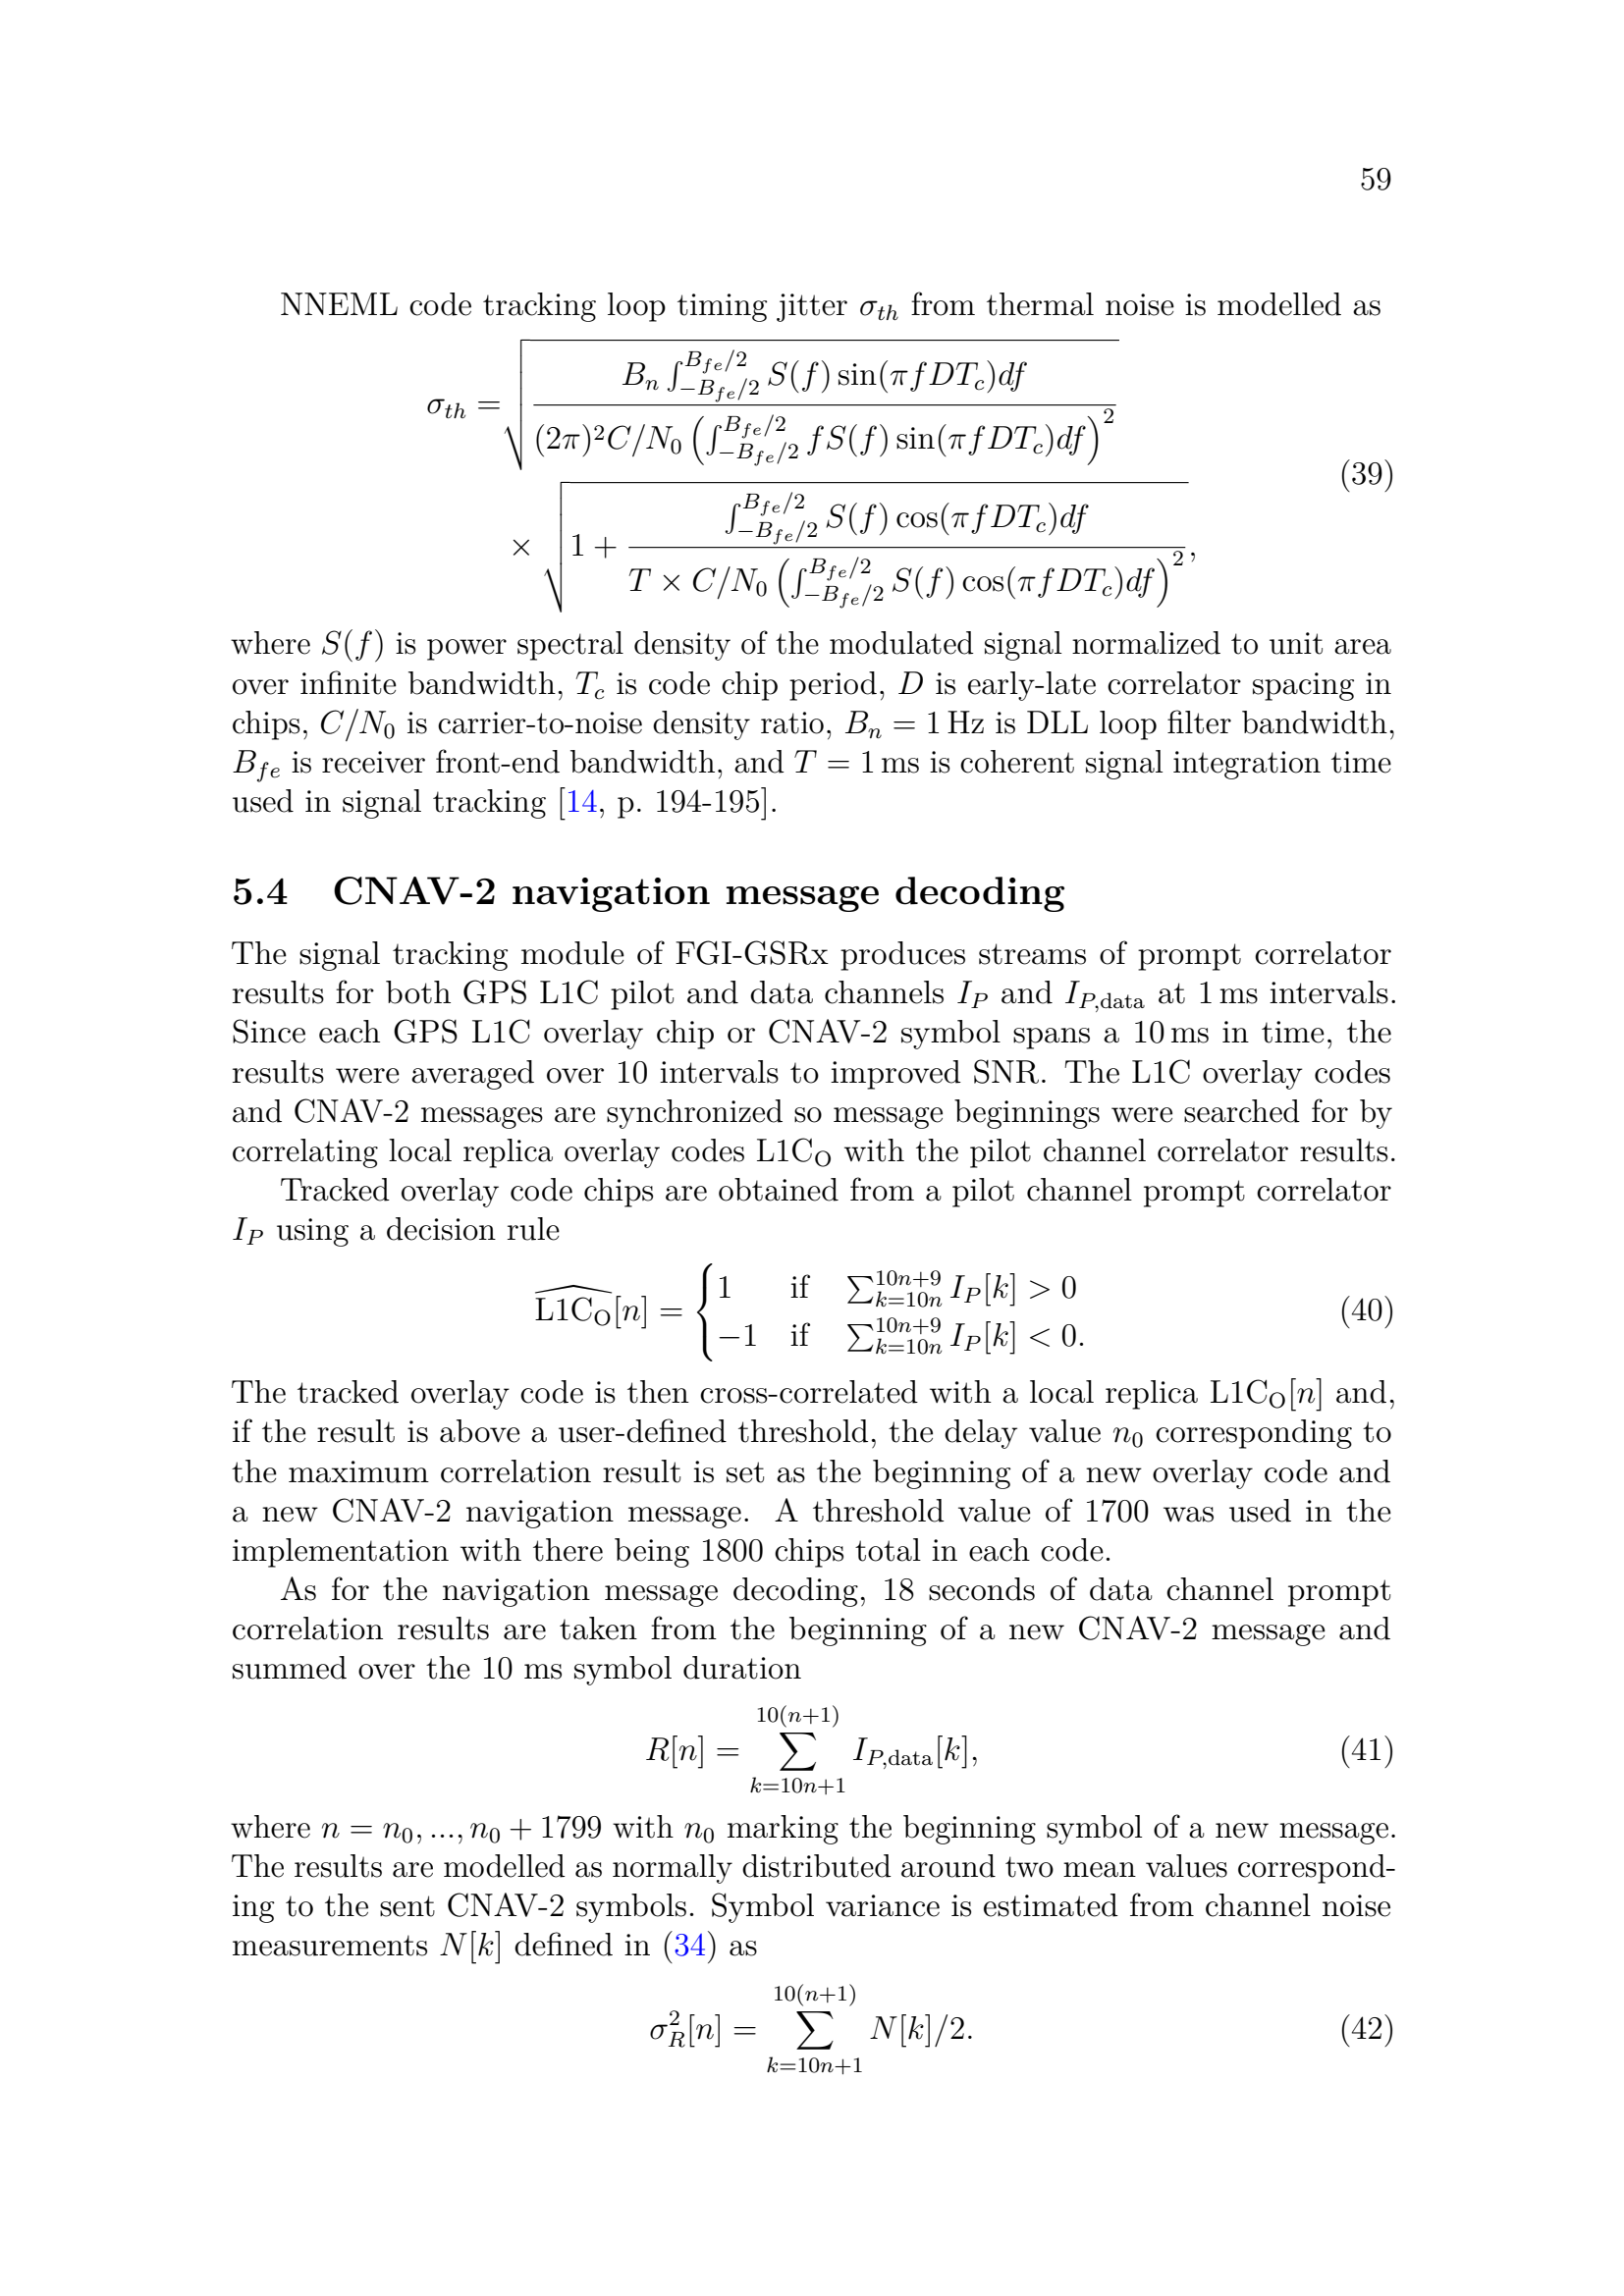 59
NNEML code tracking loop timing jitter σ_th from thermal noise is modelled as
σ_th = √( B_n ∫_{−B_fe/2}^{B_fe/2} S(f) sin(πfDT_c)df / ( (2π)²C/N_0 ( ∫_{−B_fe/2}^{B_fe/2} fS(f) sin(πfDT_c)df )² ) )
× √( 1 + ∫_{−B_fe/2}^{B_fe/2} S(f) cos(πfDT_c)df / ( T × C/N_0 ( ∫_{−B_fe/2}^{B_fe/2} S(f) cos(πfDT_c)df )² ) ), (39)
where S(f) is power spectral density of the modulated signal normalized to unit area
over infinite bandwidth, T_c is code chip period, D is early-late correlator spacing in
chips, C/N_0 is carrier-to-noise density ratio, B_n = 1 Hz is DLL loop filter bandwidth,
B_fe is receiver front-end bandwidth, and T = 1 ms is coherent signal integration time
used in signal tracking [14, p. 194-195].
5.4 CNAV-2 navigation message decoding
The signal tracking module of FGI-GSRx produces streams of prompt correlator
results for both GPS L1C pilot and data channels I_P and I_{P,data} at 1 ms intervals.
Since each GPS L1C overlay chip or CNAV-2 symbol spans a 10 ms in time, the
results were averaged over 10 intervals to improved SNR. The L1C overlay codes
and CNAV-2 messages are synchronized so message beginnings were searched for by
correlating local replica overlay codes L1C_O with the pilot channel correlator results.
Tracked overlay code chips are obtained from a pilot channel prompt correlator
I_P using a decision rule
\widehat{L1C_O}[n] = { 1 if ∑_{k=10n}^{10n+9} I_P[k] > 0
−1 if ∑_{k=10n}^{10n+9} I_P[k] < 0. (40)
The tracked overlay code is then cross-correlated with a local replica L1C_O[n] and,
if the result is above a user-defined threshold, the delay value n_0 corresponding to
the maximum correlation result is set as the beginning of a new overlay code and
a new CNAV-2 navigation message. A threshold value of 1700 was used in the
implementation with there being 1800 chips total in each code.
As for the navigation message decoding, 18 seconds of data channel prompt
correlation results are taken from the beginning of a new CNAV-2 message and
summed over the 10 ms symbol duration
R[n] = ∑_{k=10n+1}^{10(n+1)} I_{P,data}[k], (41)
where n = n_0, ..., n_0 + 1799 with n_0 marking the beginning symbol of a new message.
The results are modelled as normally distributed around two mean values correspond-
ing to the sent CNAV-2 symbols. Symbol variance is estimated from channel noise
measurements N[k] defined in (34) as
σ_R²[n] = ∑_{k=10n+1}^{10(n+1)} N[k]/2. (42)